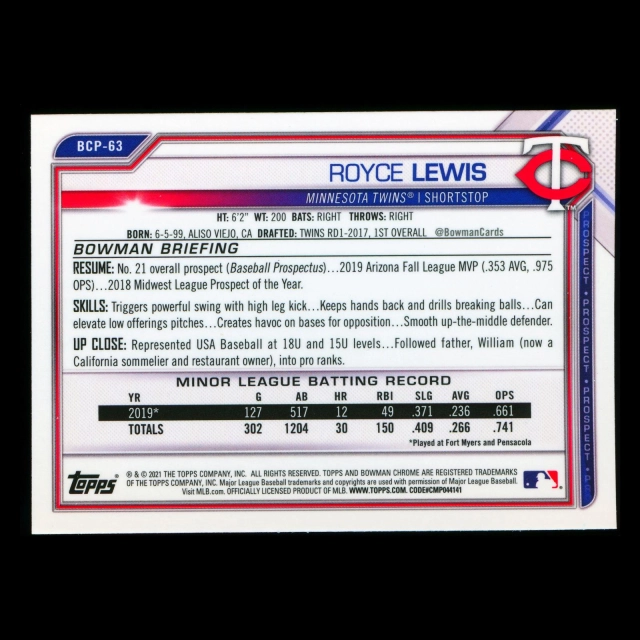 BCP-63
ROYCE LEWIS
MINNESOTA TWINS® | SHORTSTOP
TC™
HT: 6'2" WT: 200 BATS: RIGHT THROWS: RIGHT
BORN: 6-5-99, ALISO VIEJO, CA DRAFTED: TWINS RD1-2017, 1ST OVERALL @BowmanCards
BOWMAN BRIEFING
RESUME: No. 21 overall prospect (Baseball Prospectus)...2019 Arizona Fall League MVP (.353 AVG, .975
OPS)...2018 Midwest League Prospect of the Year.
SKILLS: Triggers powerful swing with high leg kick...Keeps hands back and drills breaking balls...Can
elevate low offerings pitches...Creates havoc on bases for opposition...Smooth up-the-middle defender.
UP CLOSE: Represented USA Baseball at 18U and 15U levels...Followed father, William (now a
California sommelier and restaurant owner), into pro ranks.
MINOR LEAGUE BATTING RECORD
YR G AB HR RBI SLG AVG OPS
2019* 127 517 12 49 .371 .236 .661
TOTALS 302 1204 30 150 .409 .266 .741
*Played at Fort Myers and Pensacola
PROSPECT • PROSPECT • PROSPECT • PROSPECT • PR
Topps
® & © 2021 THE TOPPS COMPANY, INC. ALL RIGHTS RESERVED. TOPPS AND BOWMAN CHROME ARE REGISTERED TRADEMARKS
OF THE TOPPS COMPANY, INC. Major League Baseball trademarks and copyrights are used with permission of Major League Baseball.
Visit MLB.com. OFFICIALLY LICENSED PRODUCT OF MLB. WWW.TOPPS.COM. CODE#CMP044141